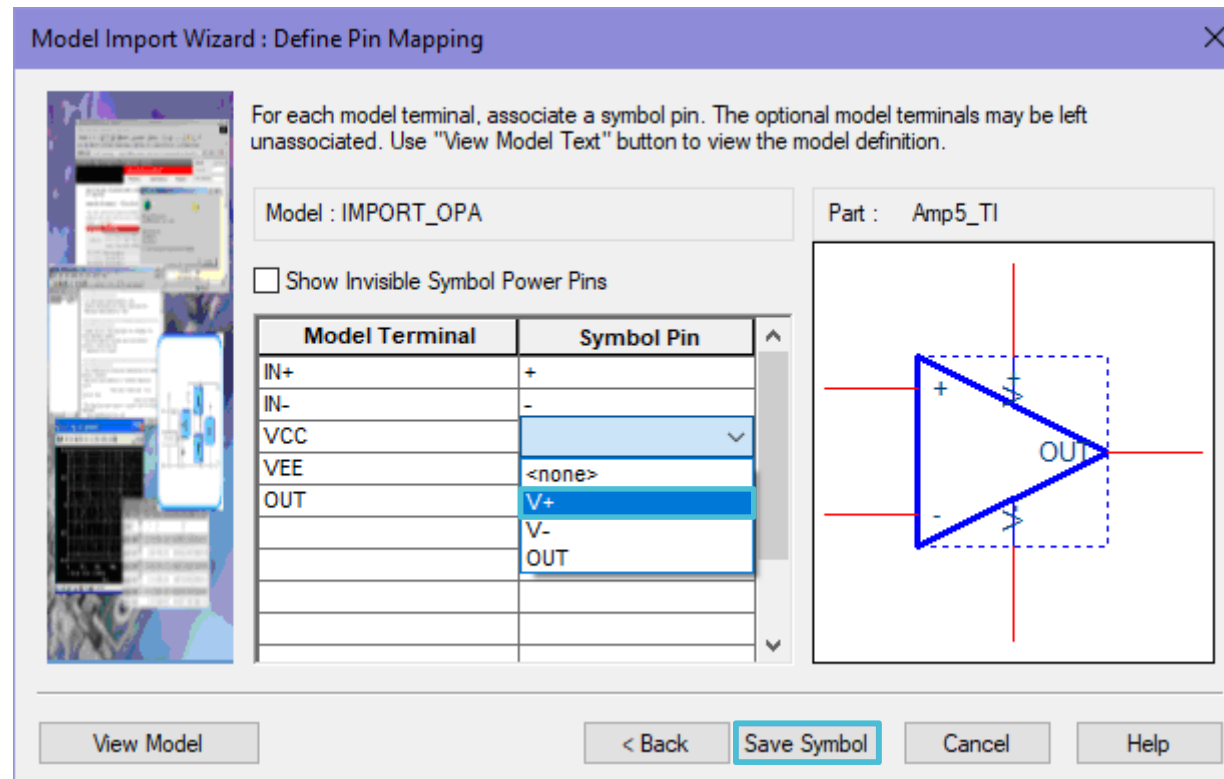 Model Import Wizard : Define Pin Mapping
For each model terminal, associate a symbol pin. The optional model terminals may be left
unassociated. Use "View Model Text" button to view the model definition.
Model : IMPORT_OPA
Part : Amp5_TI
Show Invisible Symbol Power Pins
Model Terminal Symbol Pin
IN+ +
IN- -
VCC
VEE
OUT
<none>
V+
V-
OUT
+
V+
OUT
-
V-
View Model
< Back
Save Symbol
Cancel
Help